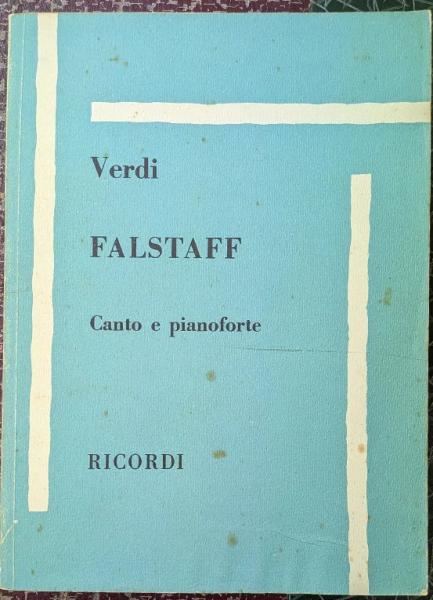 Verdi
FALSTAFF
Canto e pianoforte
RICORDI